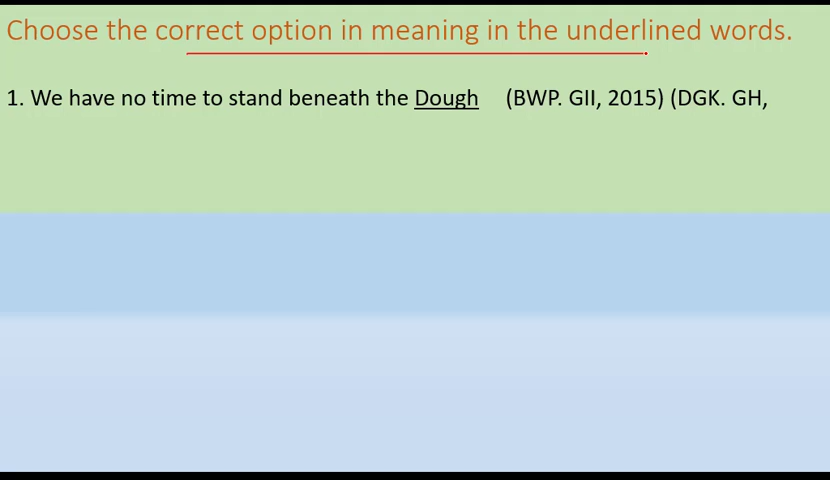 Choose the correct option in meaning in the underlined words.
1. We have no time to stand beneath the Dough (BWP. GII, 2015) (DGK. GH,